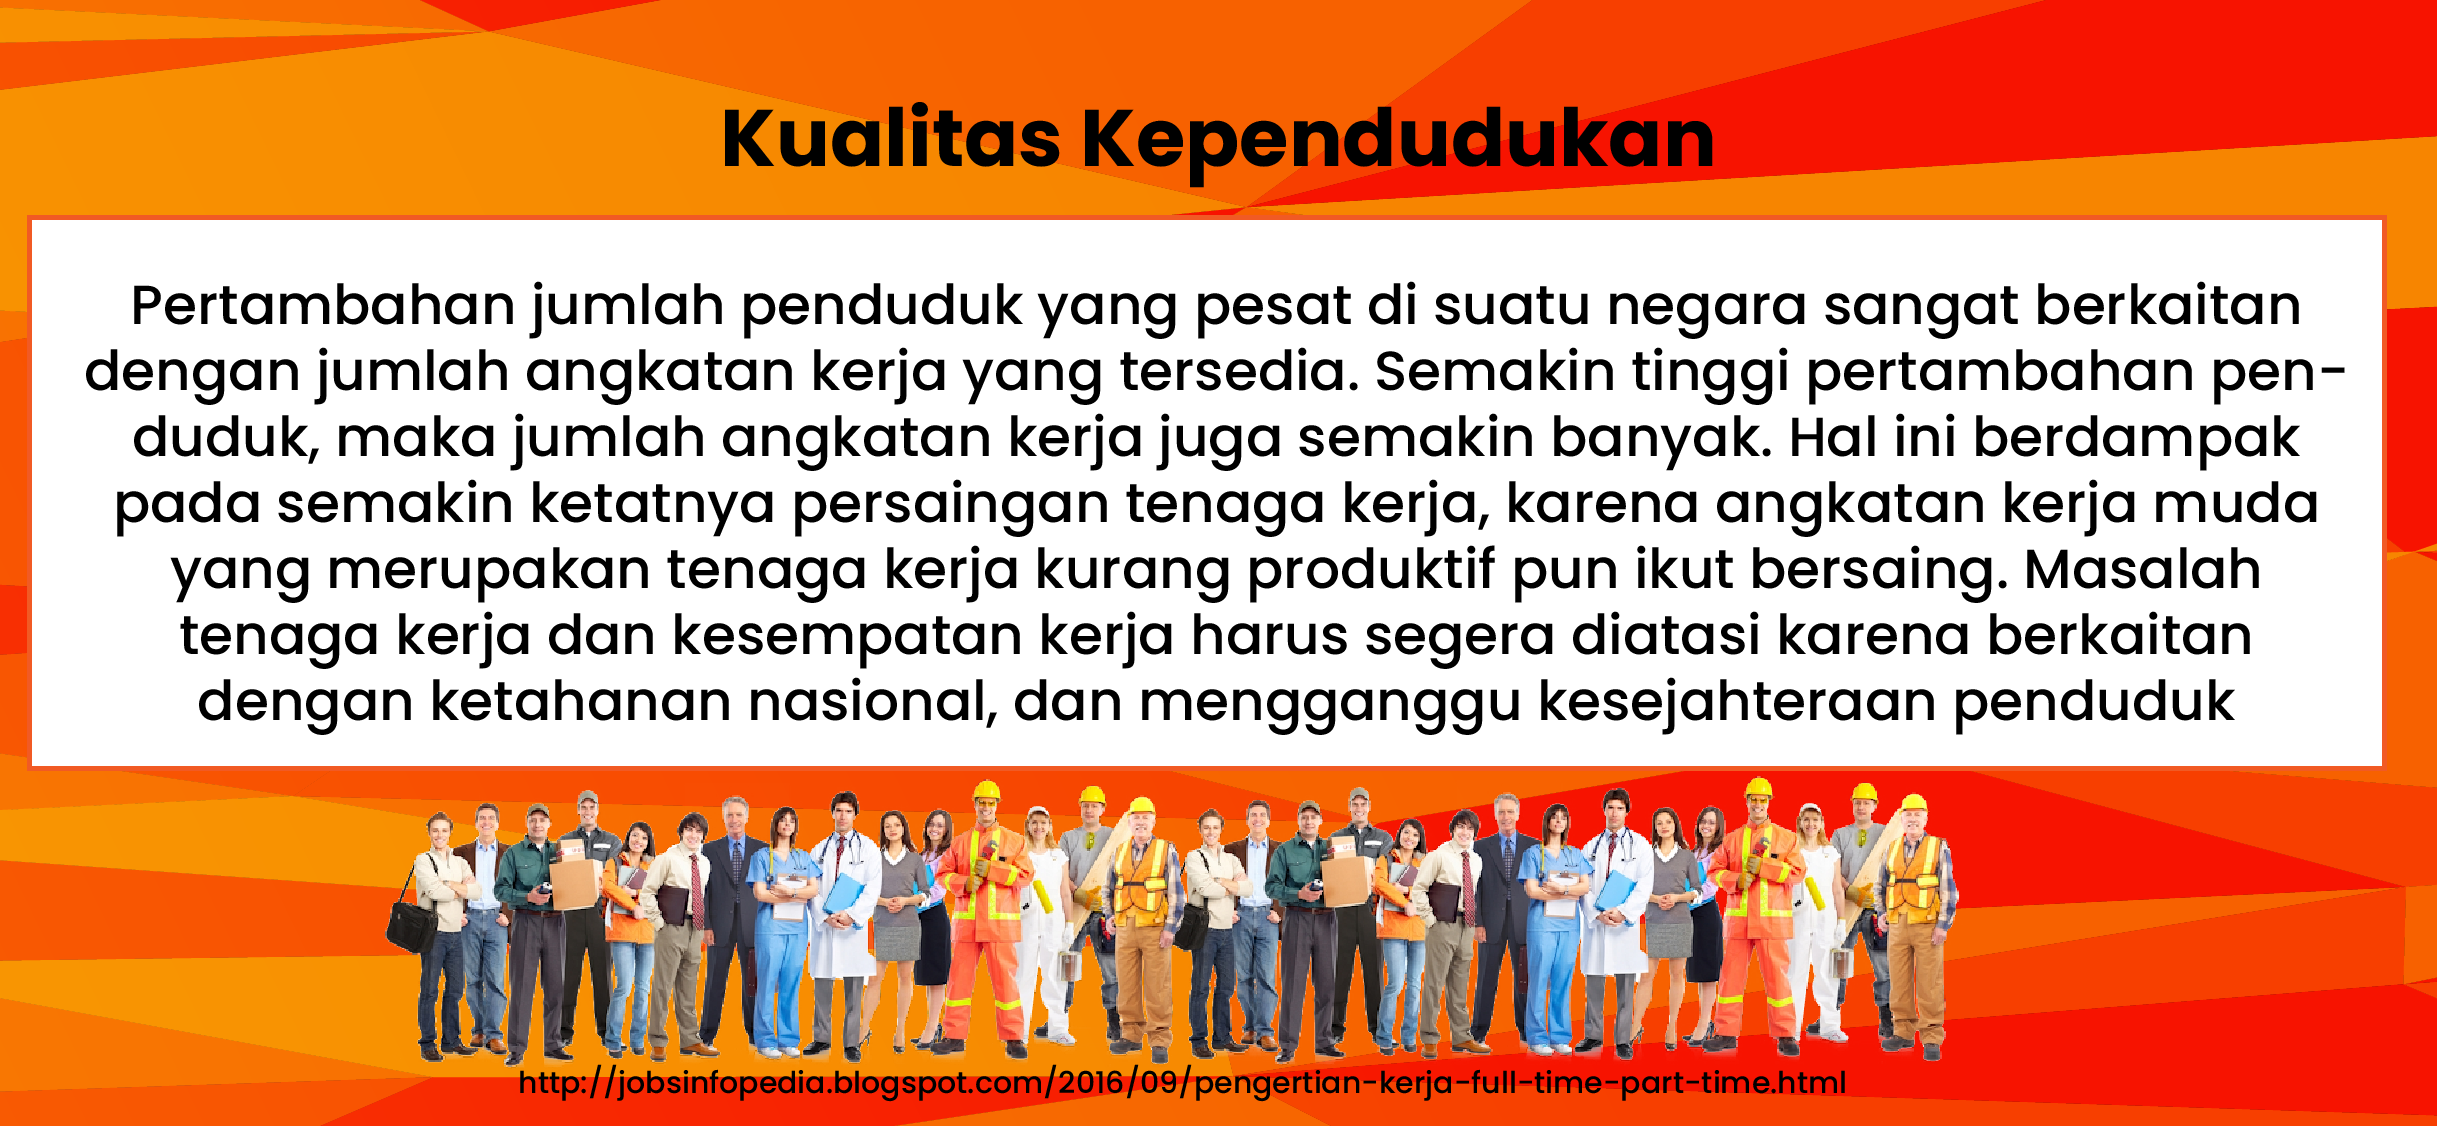 Kualitas Kependudukan
Pertambahan jumlah penduduk yang pesat di suatu negara sangat berkaitan
dengan jumlah angkatan kerja yang tersedia. Semakin tinggi pertambahan pen-
duduk, maka jumlah angkatan kerja juga semakin banyak. Hal ini berdampak
pada semakin ketatnya persaingan tenaga kerja, karena angkatan kerja muda
yang merupakan tenaga kerja kurang produktif pun ikut bersaing. Masalah
tenaga kerja dan kesempatan kerja harus segera diatasi karena berkaitan
dengan ketahanan nasional, dan mengganggu kesejahteraan penduduk
http://jobsinfopedia.blogspot.com/2016/09/pengertian-kerja-full-time-part-time.html